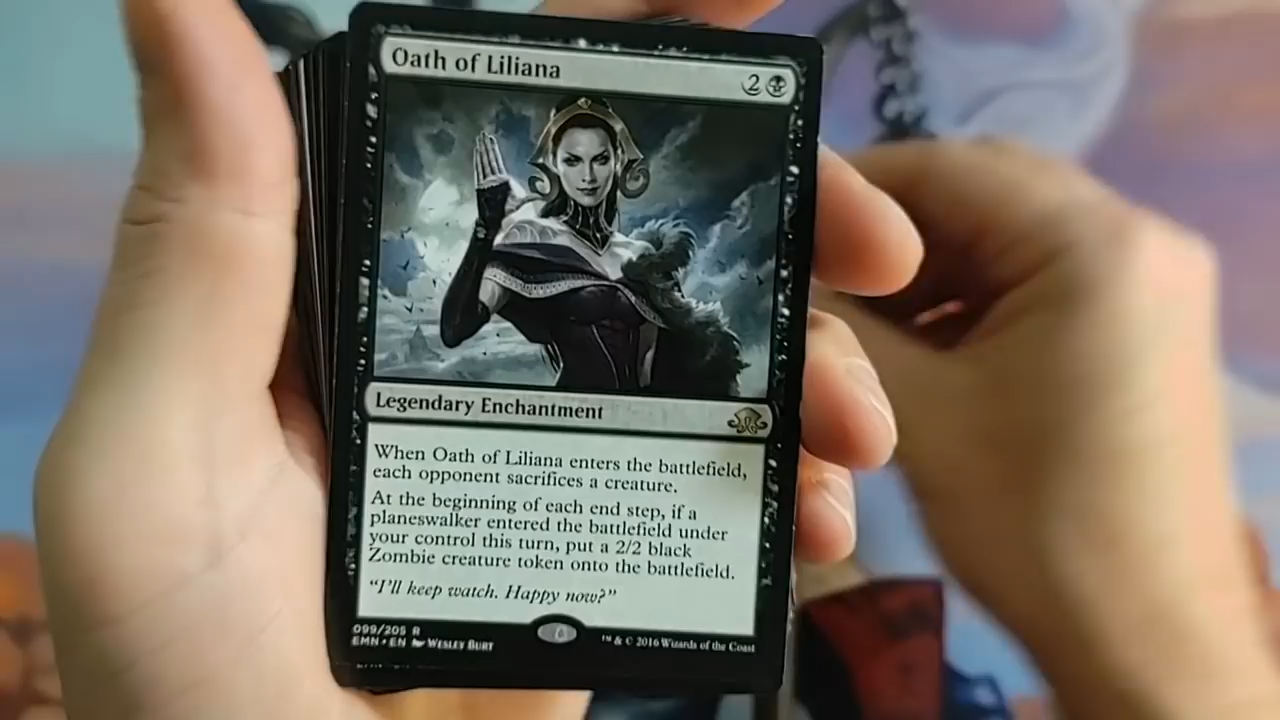 Oath of Liliana
2
Legendary Enchantment
When Oath of Liliana enters the battlefield,
each opponent sacrifices a creature.
At the beginning of each end step, if a
planeswalker entered the battlefield under
your control this turn, put a 2/2 black
Zombie creature token onto the battlefield.
“I’ll keep watch. Happy now?”
099/205 R
EMN • EN Wesley Burt
™ & © 2016 Wizards of the Coast